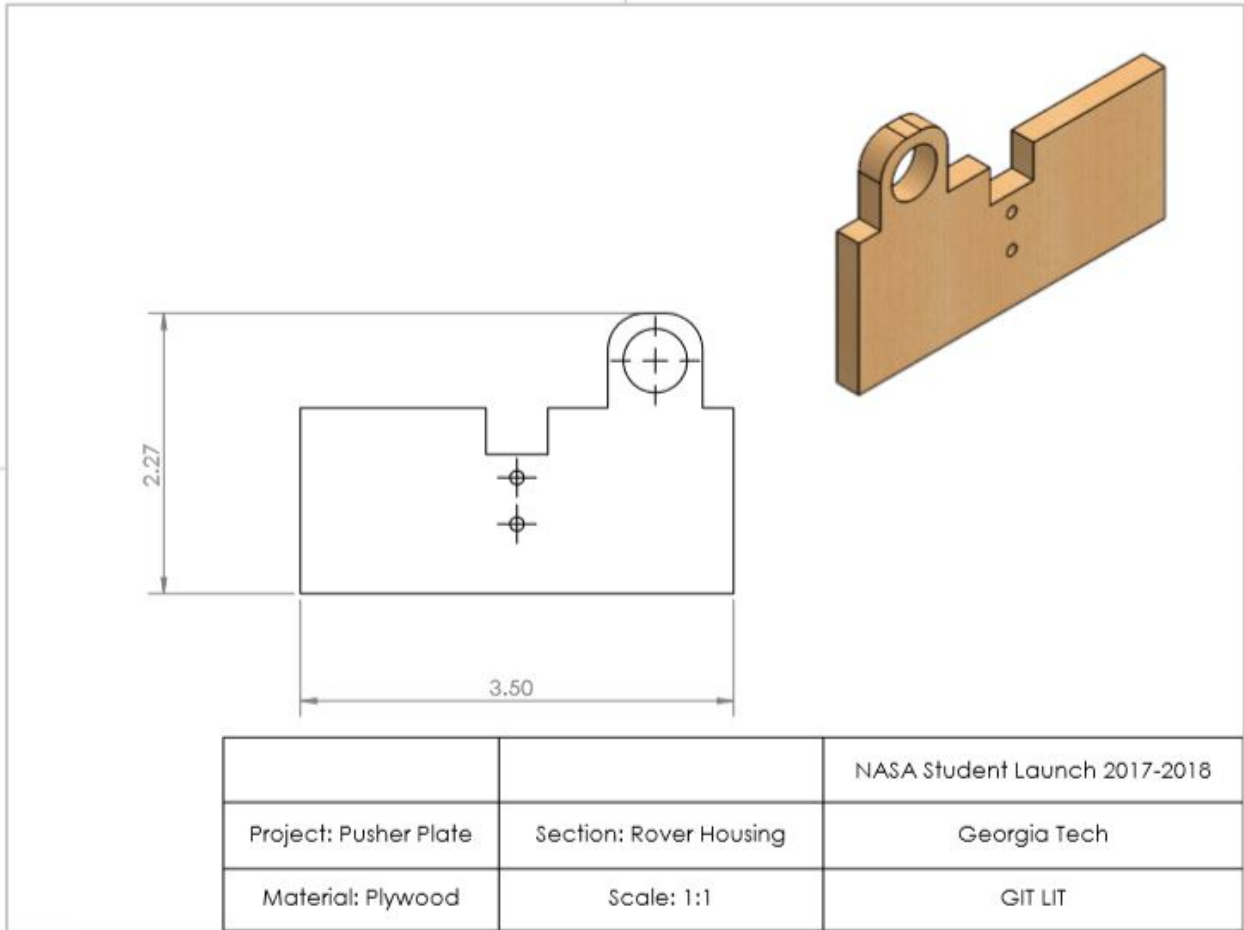 2.27
3.50
NASA Student Launch 2017-2018
Project: Pusher Plate
Section: Rover Housing
Georgia Tech
Material: Plywood
Scale: 1:1
GIT LIT